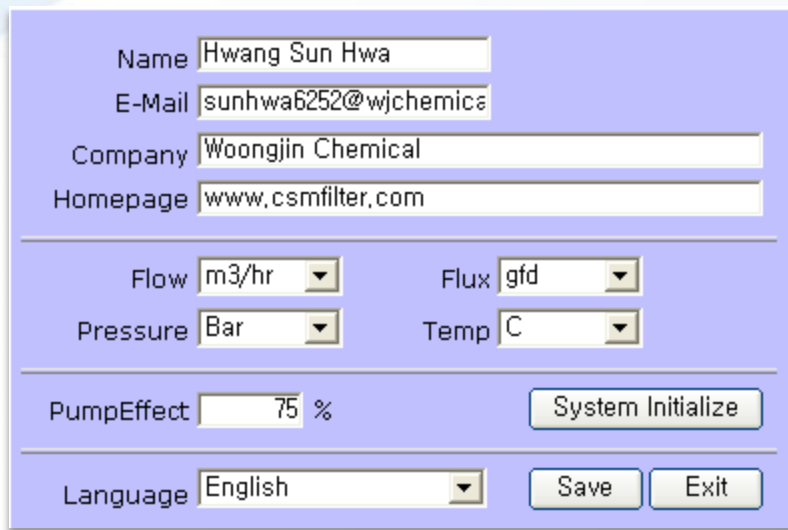 Name Hwang Sun Hwa
E-Mail sunhwa6252@wjchemica
Company Woongjin Chemical
Homepage www,csmfilter,com
Flow m3/hr Flux gfd
Pressure Bar Temp C
PumpEffect 75 % System Initialize
Language English Save Exit